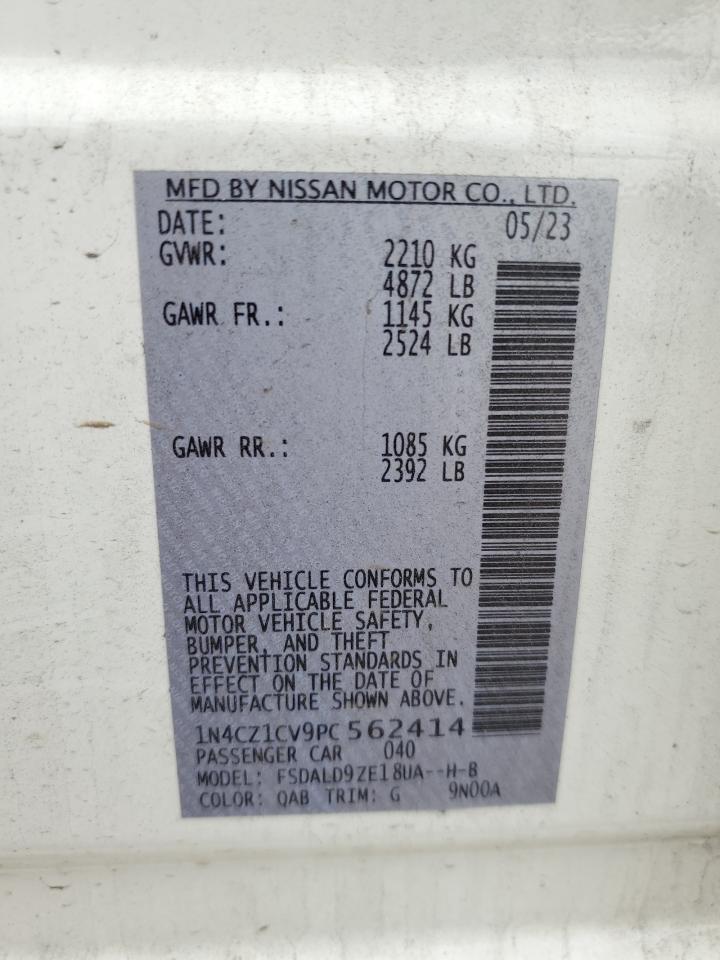 MFD BY NISSAN MOTOR CO., LTD.
DATE: 05/23
GVWR: 2210 KG
4872 LB
GAWR FR.: 1145 KG
2524 LB
GAWR RR.: 1085 KG
2392 LB
THIS VEHICLE CONFORMS TO
ALL APPLICABLE FEDERAL
MOTOR VEHICLE SAFETY,
BUMPER, AND THEFT
PREVENTION STANDARDS IN
EFFECT ON THE DATE OF
MANUFACTURE SHOWN ABOVE.
1N4CZ1CV9PC562414
PASSENGER CAR 040
MODEL: FSDALD9ZE18UA--H-B
COLOR: QAB TRIM: G 9N00A